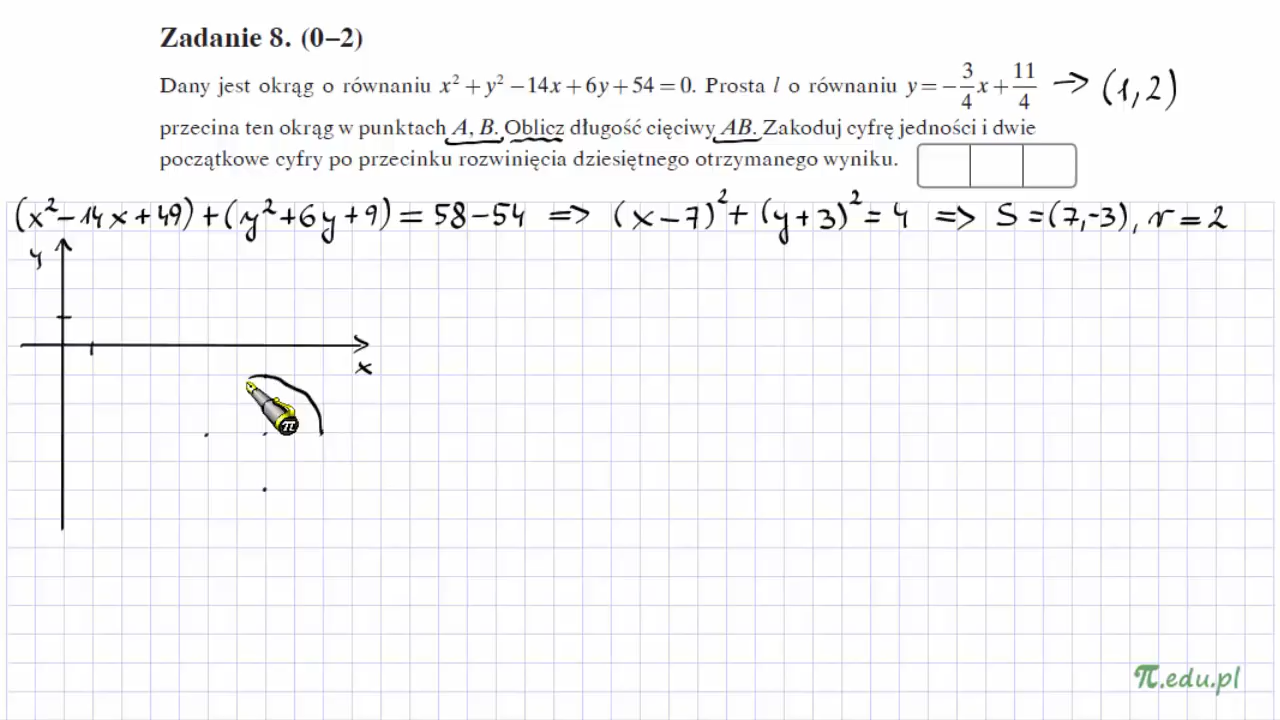 Zadanie 8. (0–2)
Dany jest okrąg o równaniu x² + y² − 14x + 6y + 54 = 0. Prosta l o równaniu y = −3/4x + 11/4 → (1,2)
przecina ten okrąg w punktach A, B. Oblicz długość cięciwy AB. Zakoduj cyfrę jedności i dwie
początkowe cyfry po przecinku rozwinięcia dziesiętnego otrzymanego wyniku.
(x²−14x+49)+(y²+6y+9)=58−54 => (x−7)²+(y+3)²=4 => S=(7,−3), r=2
y
x
π
π.edu.pl